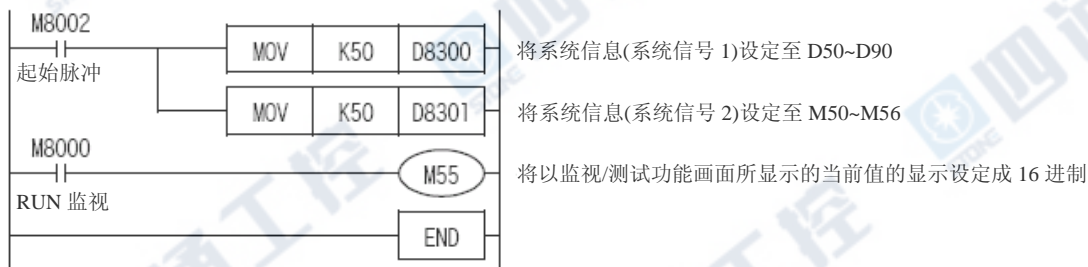 M8002
MOV K50 D8300 将系统信息(系统信号 1)设定至 D50~D90
起始脉冲
MOV K50 D8301 将系统信息(系统信号 2)设定至 M50~M56
M8000
M55 将以监视/测试功能画面所显示的当前值的显示设定成 16 进制
RUN 监视
END